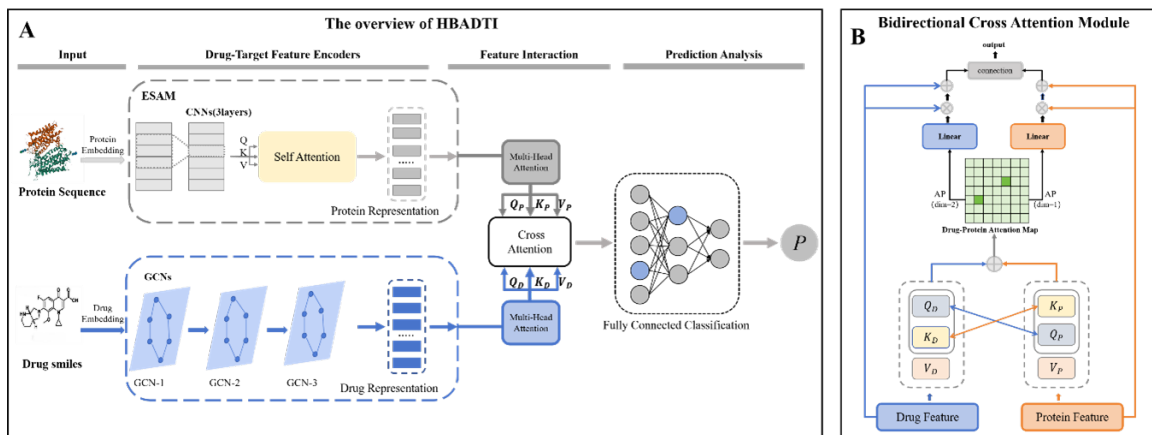 A
The overview of HBADTI
Input
Drug-Target Feature Encoders
Feature Interaction
Prediction Analysis
ESAM
CNNs(3layers)
Protein
Embedding
Q
K
V
Self Attention
.....
Protein Representation
Protein Sequence
Multi-Head
Attention
Q_P K_P V_P
Cross
Attention
Q_D K_D V_D
Multi-Head
Attention
Fully Connected Classification
P
GCNs
Drug
Embedding
.....
Drug smiles
GCN-1
GCN-2
GCN-3
Drug Representation
B
Bidirectional Cross Attention Module
output
connection
Linear
Linear
AP
{dim=2}
AP
{dim=1}
Drug-Protein Attention Map
Q_D
K_P
K_D
Q_P
V_D
V_P
Drug Feature
Protein Feature